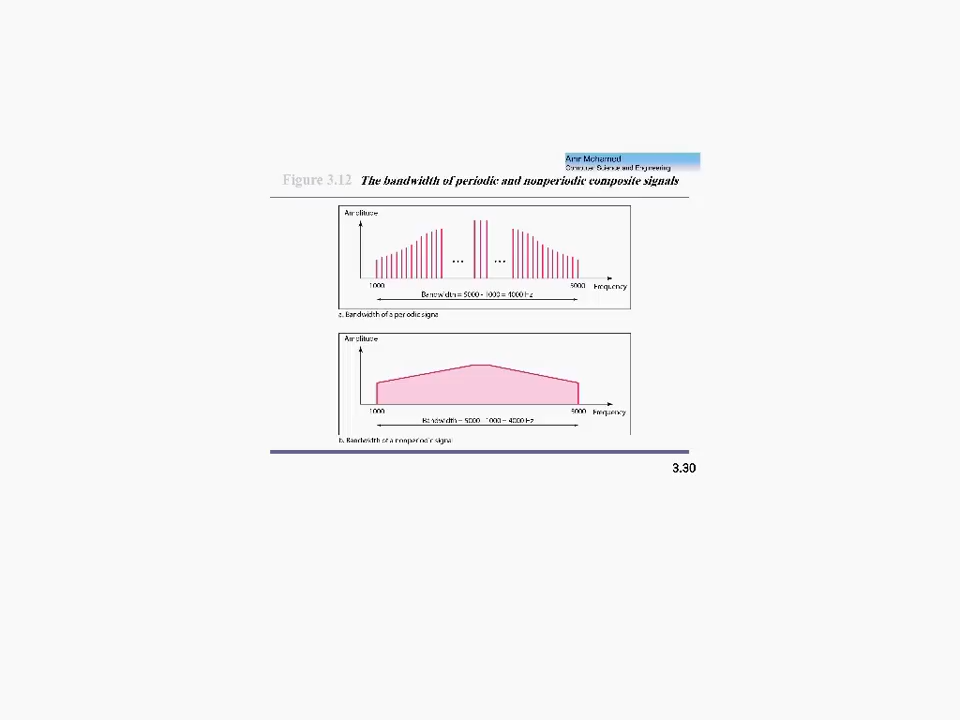 Amr Mohamed
Computer Science and Engineering
Figure 3.12 The bandwidth of periodic and nonperiodic composite signals
Amplitude
... ...
1000 5000 Frequency
Bandwidth = 5000 - 1000 = 4000 Hz
a. Bandwidth of a periodic signal
Amplitude
1000 5000 Frequency
Bandwidth = 5000 - 1000 = 4000 Hz
b. Bandwidth of a nonperiodic signal
3.30